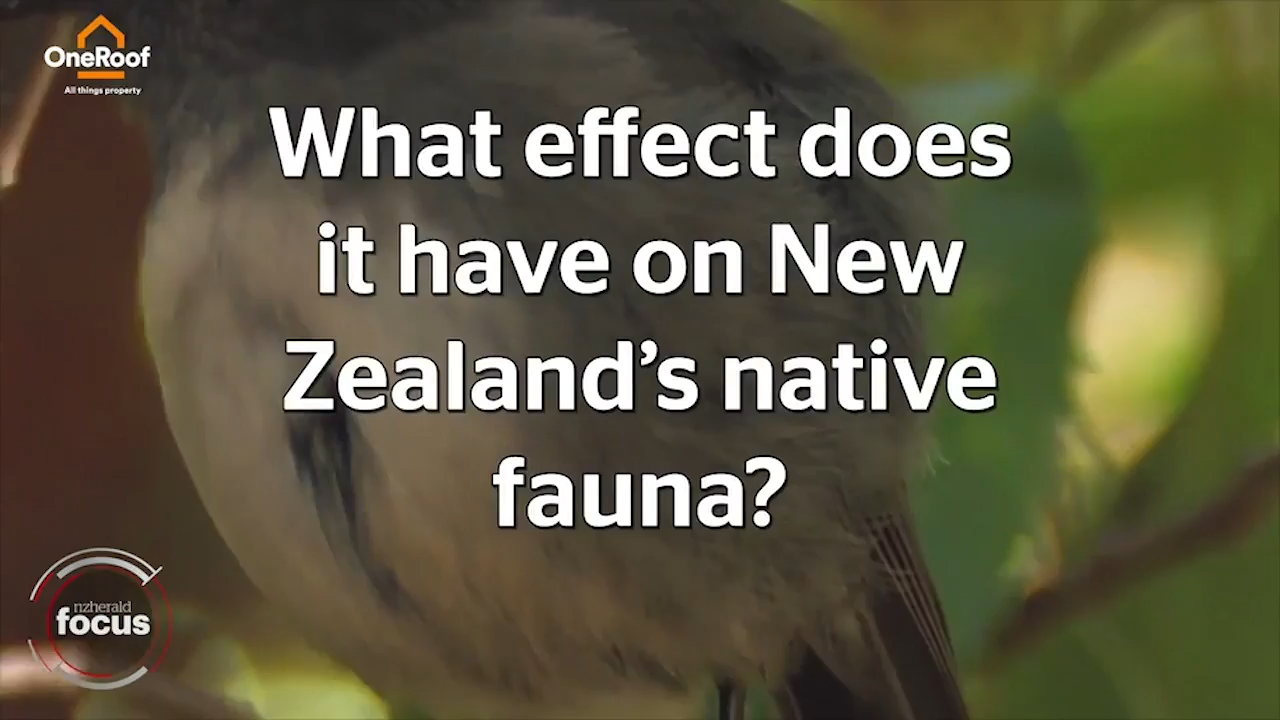 OneRoof
All things property
What effect does
it have on New
Zealand’s native
fauna?
nzherald
focus